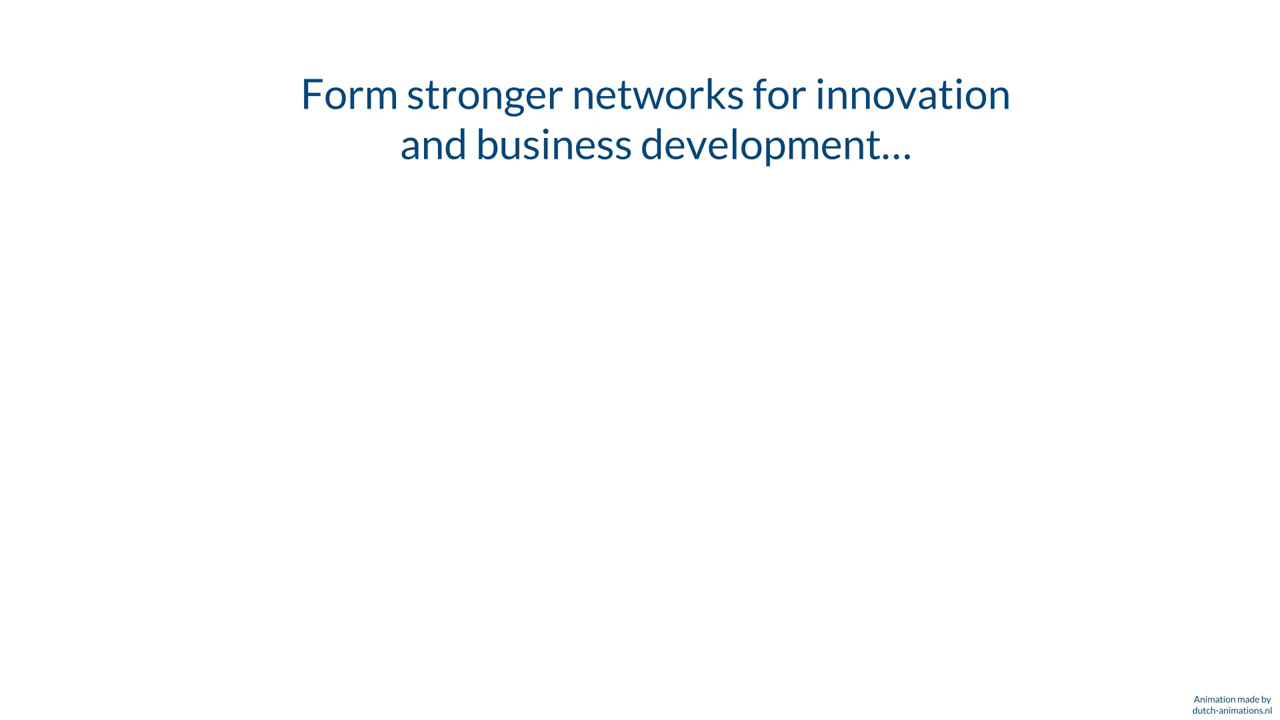 Form stronger networks for innovation
and business development...
Animation made by
dutch-animations.nl